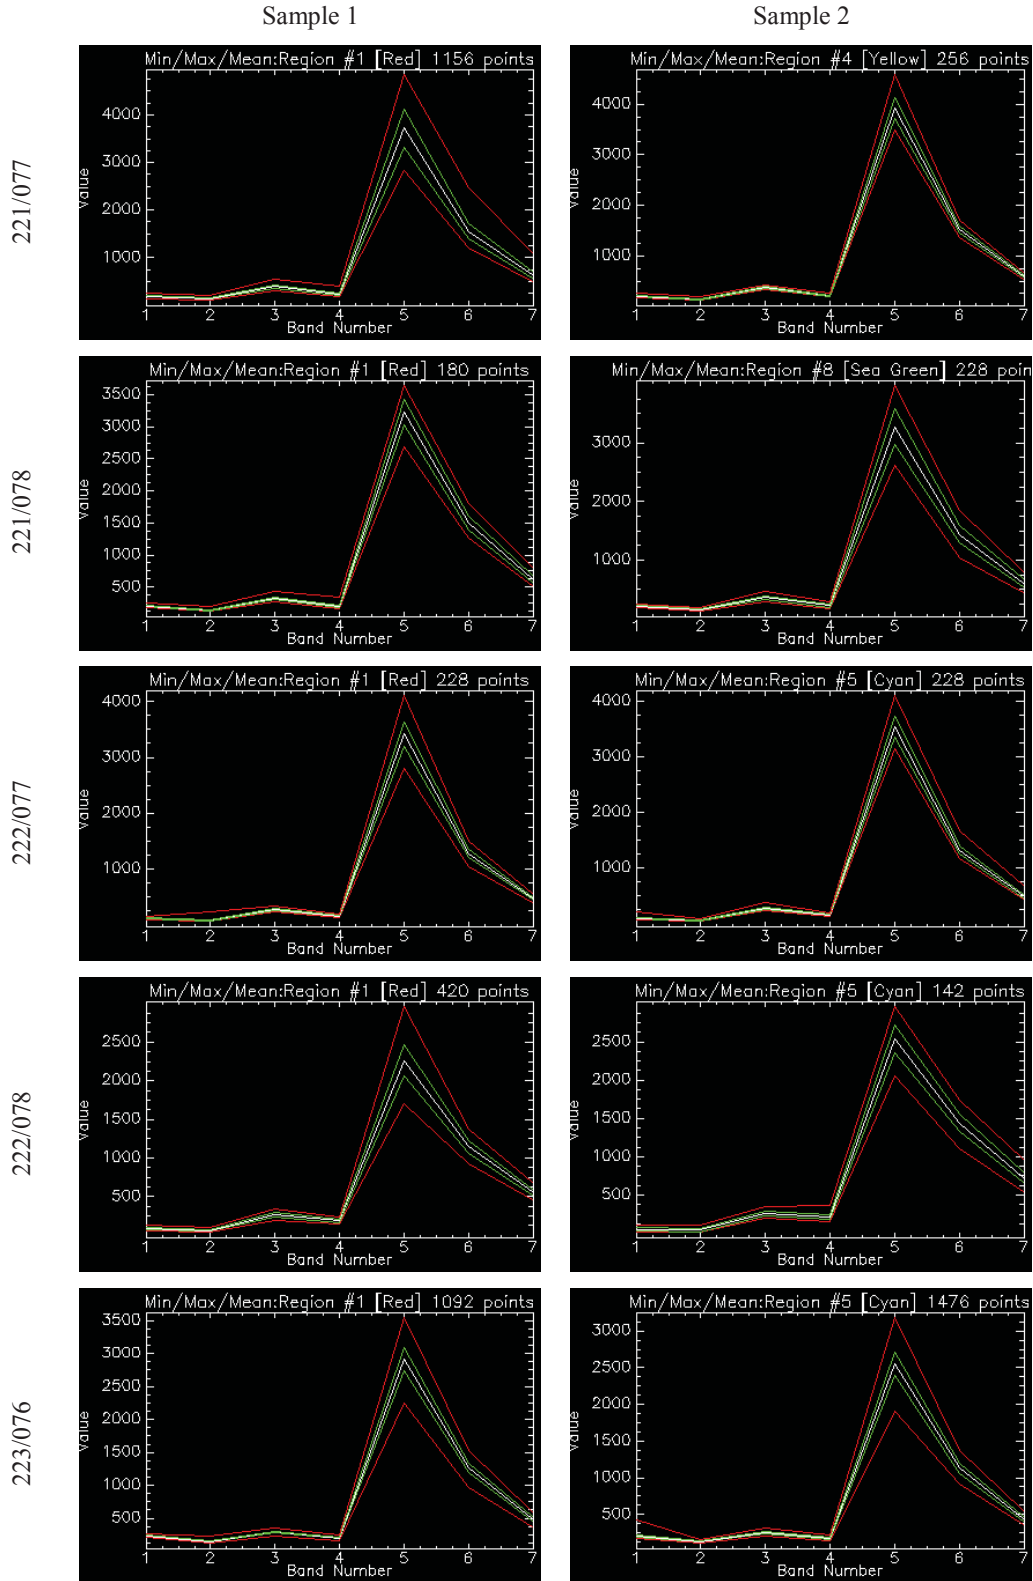 Sample 1
Sample 2
221/077
Min/Max/Mean:Region #1 [Red] 1156 points
4000
3000
2000
1000
Value
1 2 3 4 5 6 7
Band Number
Min/Max/Mean:Region #4 [Yellow] 256 points
4000
3000
2000
1000
Value
1 2 3 4 5 6 7
Band Number
221/078
Min/Max/Mean:Region #1 [Red] 180 points
3500
3000
2500
2000
1500
1000
500
Value
1 2 3 4 5 6 7
Band Number
Min/Max/Mean:Region #8 [Sea Green] 228 poin
3000
2000
1000
Value
1 2 3 4 5 6 7
Band Number
222/077
Min/Max/Mean:Region #1 [Red] 228 points
4000
3000
2000
1000
Value
1 2 3 4 5 6 7
Band Number
Min/Max/Mean:Region #5 [Cyan] 228 points
4000
3000
2000
1000
Value
1 2 3 4 5 6 7
Band Number
222/078
Min/Max/Mean:Region #1 [Red] 420 points
2500
2000
1500
1000
500
Value
1 2 3 4 5 6 7
Band Number
Min/Max/Mean:Region #5 [Cyan] 142 points
2500
2000
1500
1000
500
Value
1 2 3 4 5 6 7
Band Number
223/076
Min/Max/Mean:Region #1 [Red] 1092 points
3500
3000
2500
2000
1500
1000
500
Value
1 2 3 4 5 6 7
Band Number
Min/Max/Mean:Region #5 [Cyan] 1476 points
3000
2500
2000
1500
1000
500
Value
1 2 3 4 5 6 7
Band Number